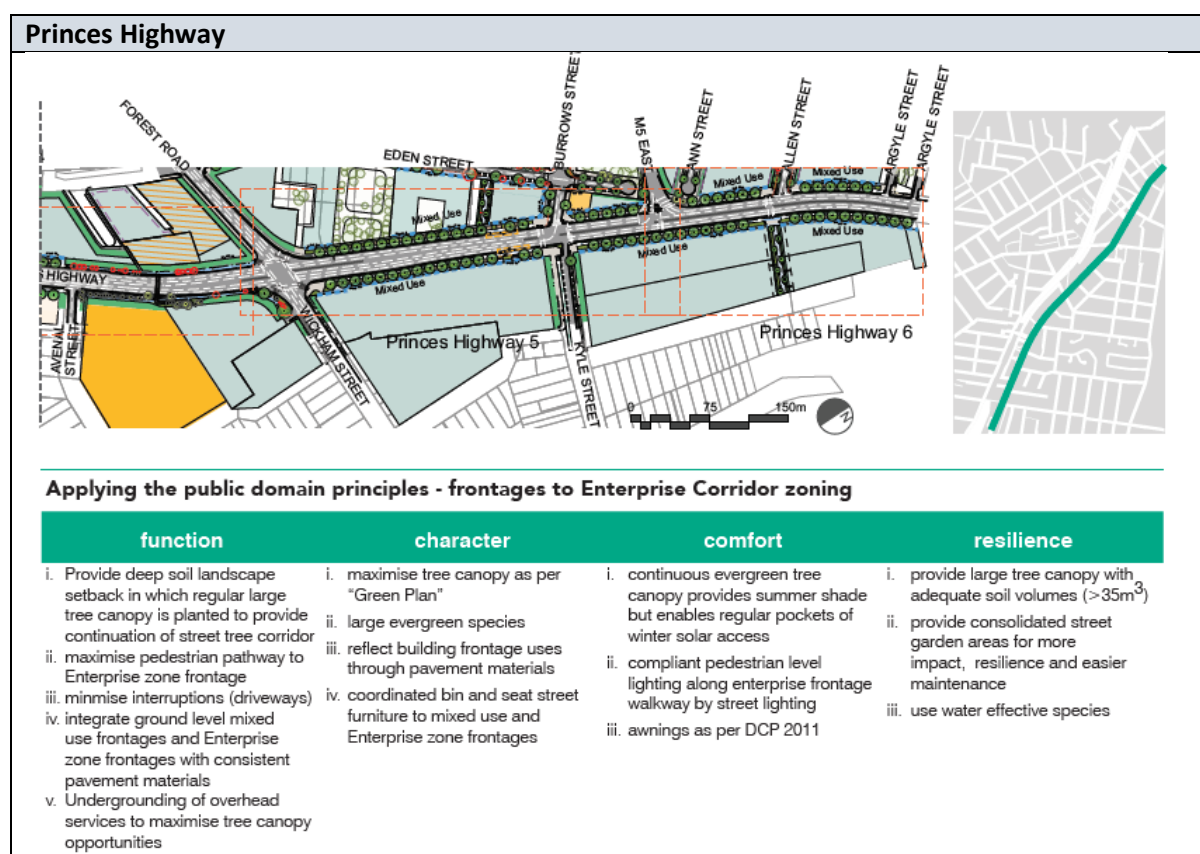 Princes Highway
FOREST ROAD
EDEN STREET
BURROWS STREET
M5 EAST
ANN STREET
ALLEN STREET
ARGYLE STREET
ARGYLE STREET
Mixed Use
Mixed Use
Mixed Use
Mixed Use
Mixed Use
Mixed Use
S HIGHWAY
AVENAL
STREET
WICKHAM STREET
KYLE STREET
Princes Highway 5
Princes Highway 6
0 75 150m
N
Applying the public domain principles - frontages to Enterprise Corridor zoning
function
i. Provide deep soil landscape
setback in which regular large
tree canopy is planted to provide
continuation of street tree corridor
ii. maximise pedestrian pathway to
Enterprise zone frontage
iii. minmise interruptions (driveways)
iv. integrate ground level mixed
use frontages and Enterprise
zone frontages with consistent
pavement materials
v. Undergrounding of overhead
services to maximise tree canopy
opportunities
character
i. maximise tree canopy as per
“Green Plan”
ii. large evergreen species
iii. reflect building frontage uses
through pavement materials
iv. coordinated bin and seat street
furniture to mixed use and
Enterprise zone frontages
comfort
i. continuous evergreen tree
canopy provides summer shade
but enables regular pockets of
winter solar access
ii. compliant pedestrian level
lighting along enterprise frontage
walkway by street lighting
iii. awnings as per DCP 2011
resilience
i. provide large tree canopy with
adequate soil volumes (>35m³)
ii. provide consolidated street
garden areas for more
impact, resilience and easier
maintenance
iii. use water effective species